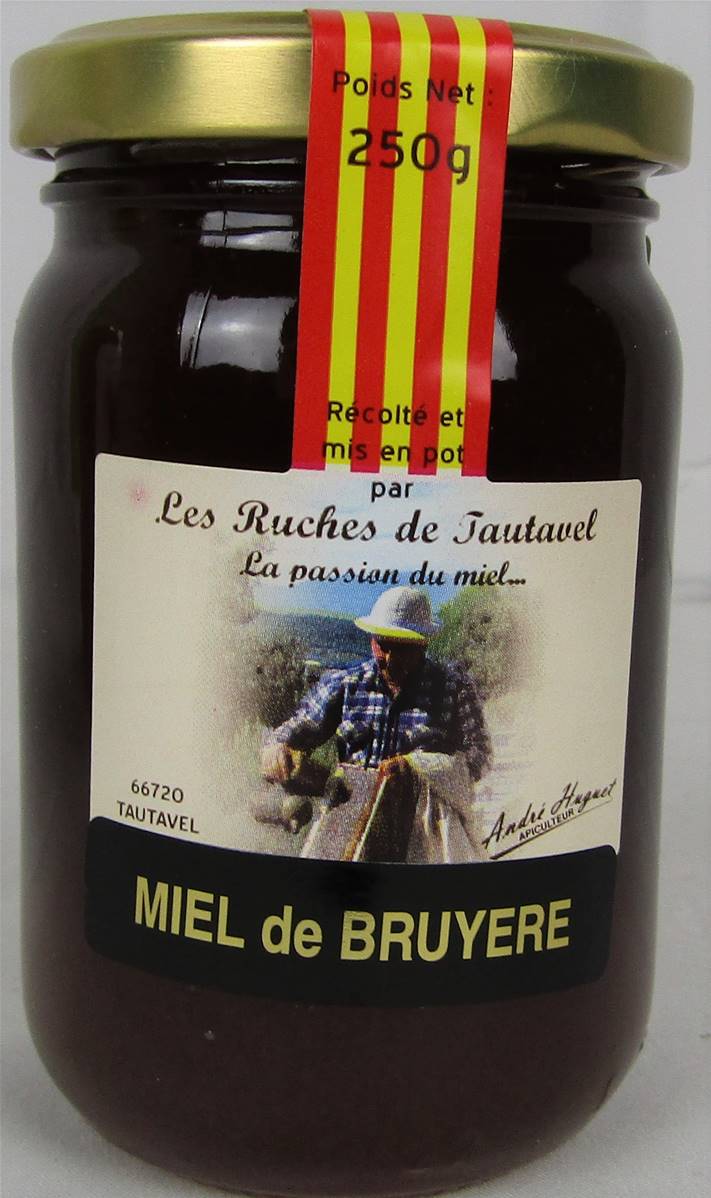 Poids Net :
250g
Récolté et
mis en pot
par
Les Ruches de Tautavel
La passion du miel...
66720
TAUTAVEL
André Huguet
APICULTEUR
MIEL de BRUYERE